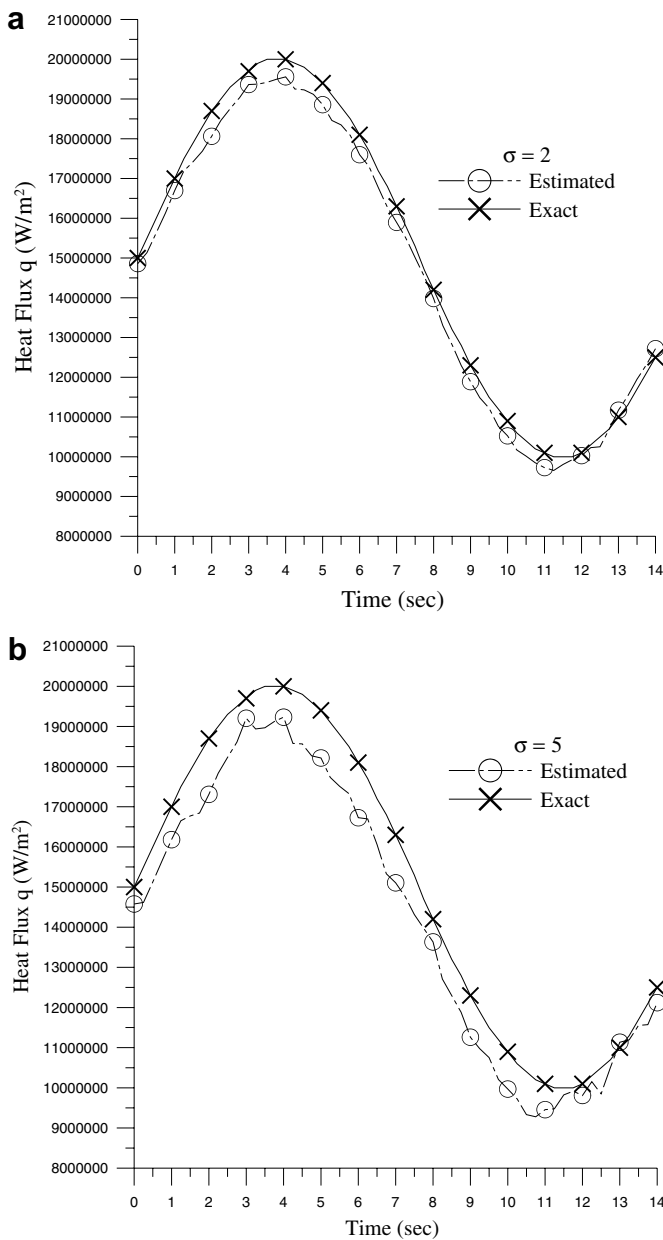 a
21000000
20000000
19000000
18000000
17000000
16000000
15000000
14000000
13000000
12000000
11000000
10000000
9000000
8000000
Heat Flux q (W/m²)
σ = 2
Estimated
Exact
0 1 2 3 4 5 6 7 8 9 10 11 12 13 14
Time (sec)
b
21000000
20000000
19000000
18000000
17000000
16000000
15000000
14000000
13000000
12000000
11000000
10000000
9000000
8000000
Heat Flux q (W/m²)
σ = 5
Estimated
Exact
0 1 2 3 4 5 6 7 8 9 10 11 12 13 14
Time (sec)